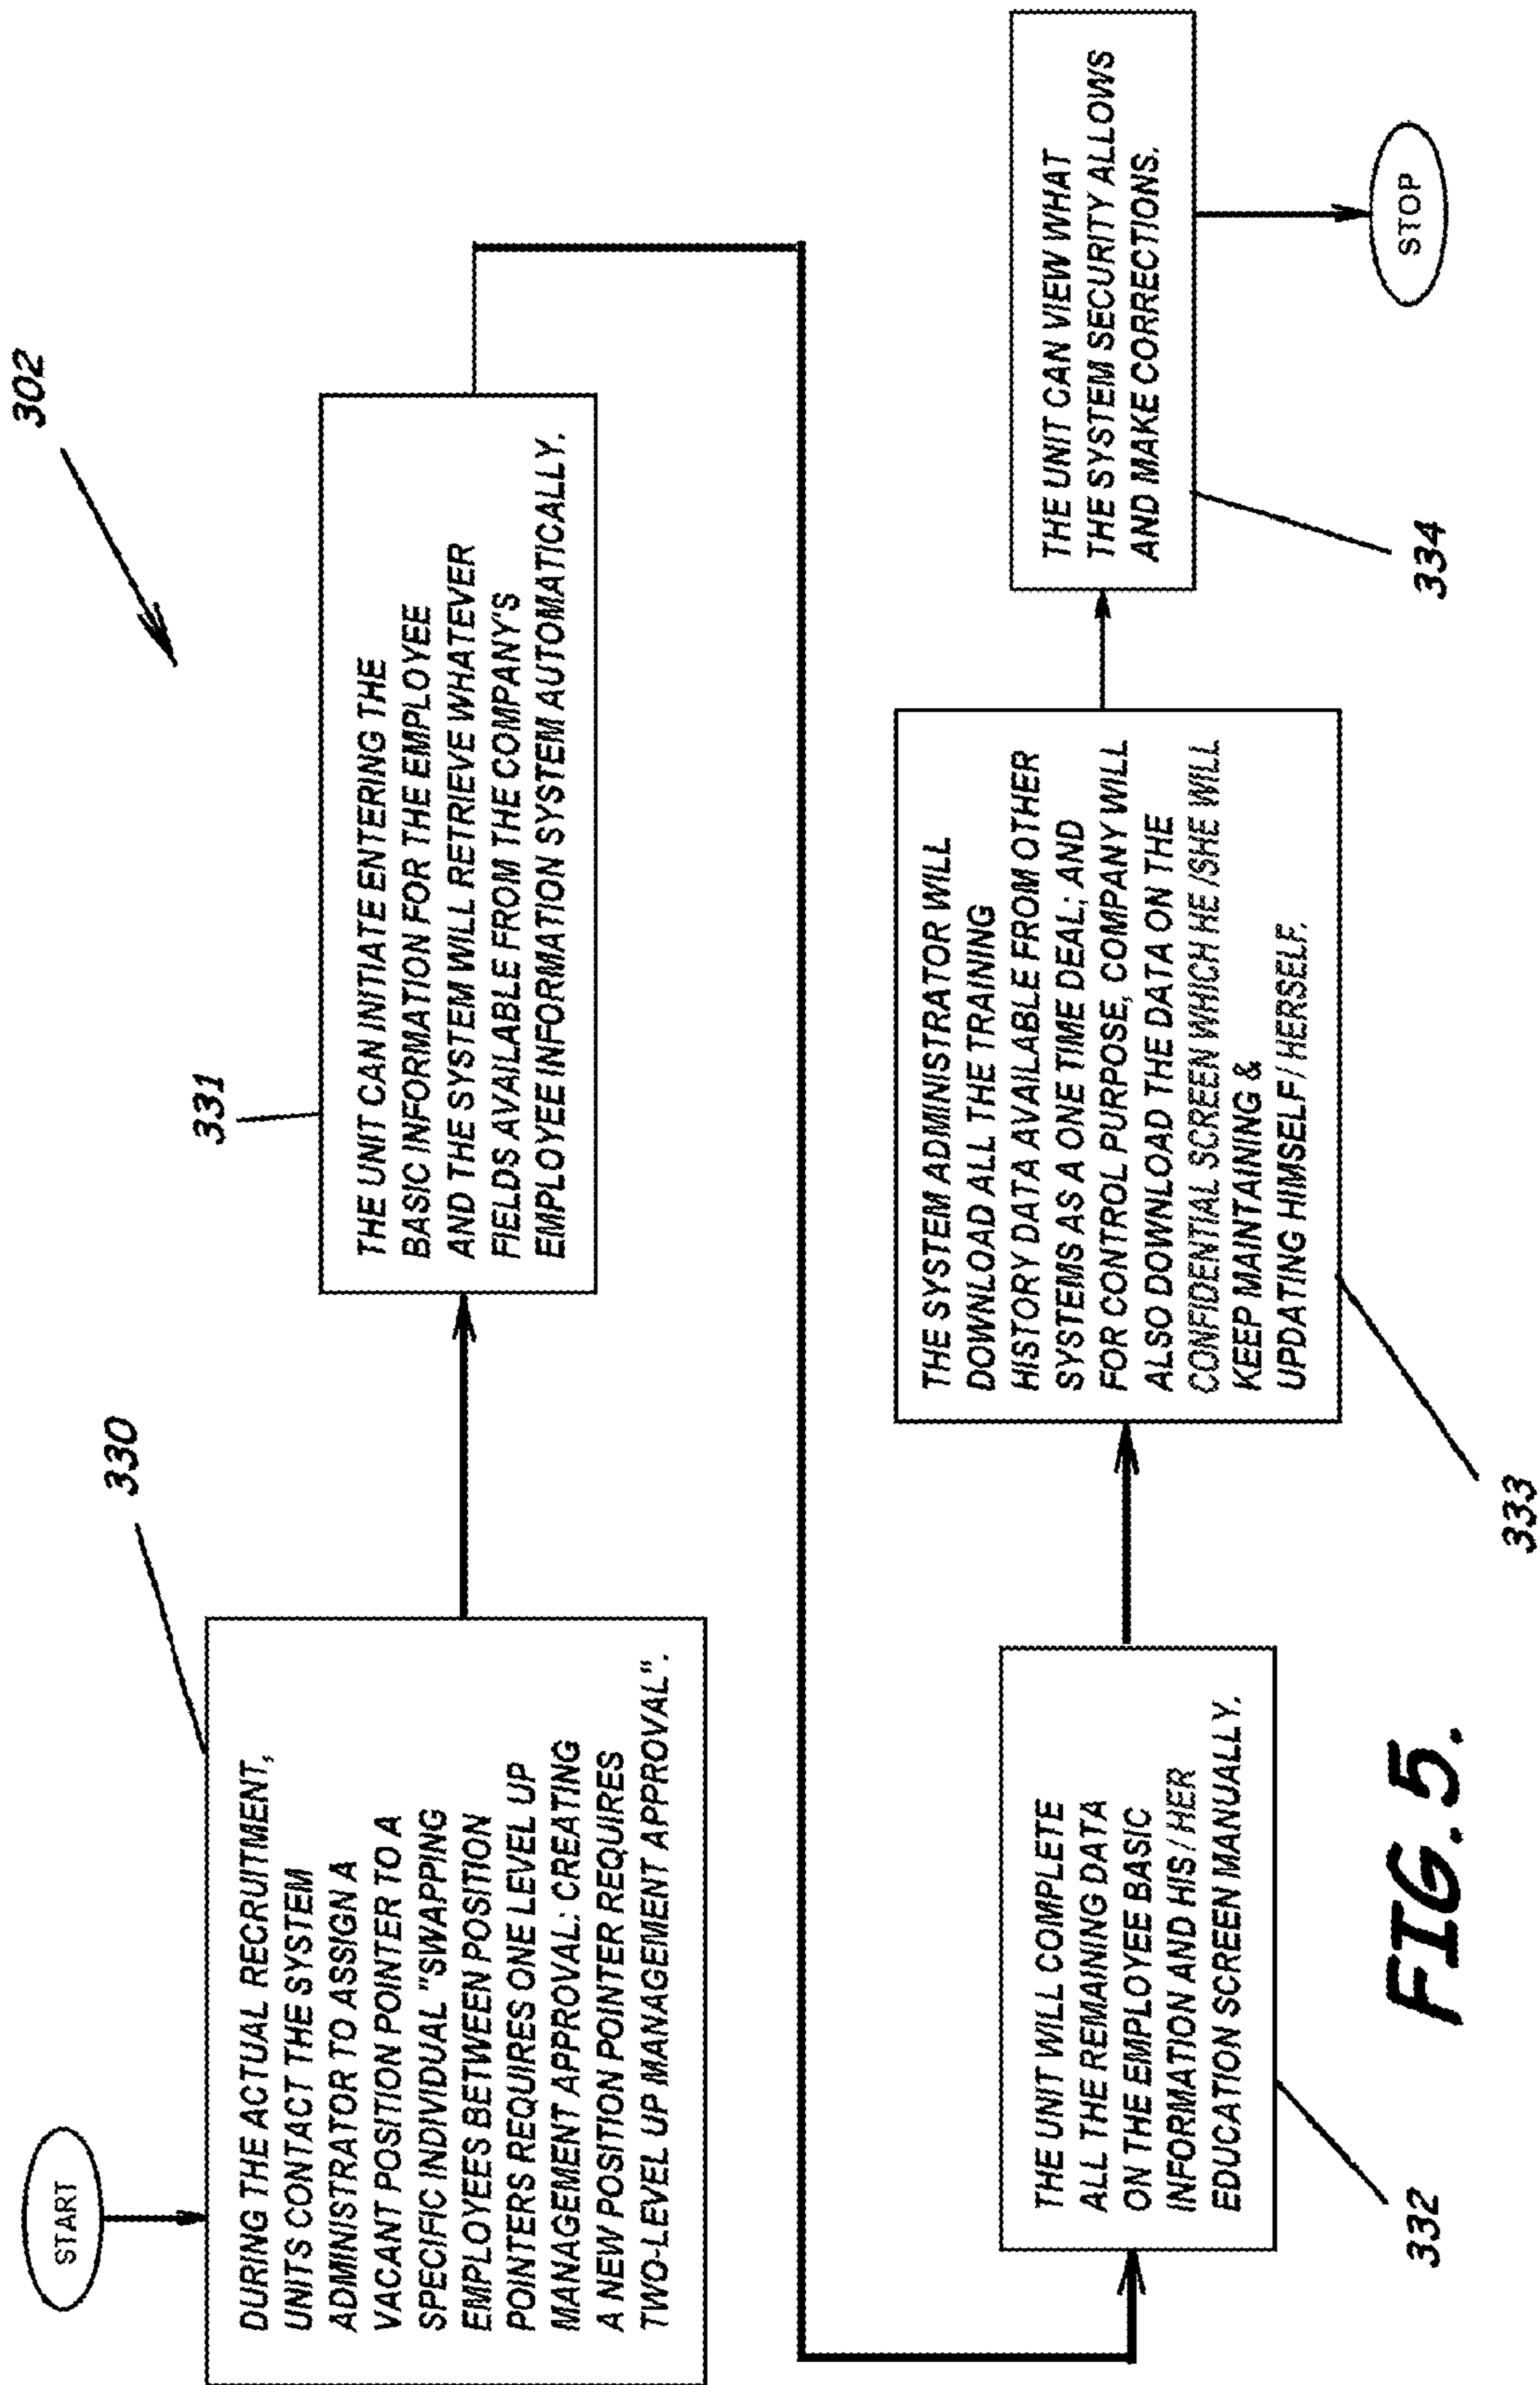 302
START
330
DURING THE ACTUAL RECRUITMENT,
UNITS CONTACT THE SYSTEM
ADMINISTRATOR TO ASSIGN A
VACANT POSITION POINTER TO A
SPECIFIC INDIVIDUAL "SWAPPING
EMPLOYEES BETWEEN POSITION
POINTERS REQUIRES ONE LEVEL UP
MANAGEMENT APPROVAL: CREATING
A NEW POSITION POINTER REQUIRES
TWO-LEVEL UP MANAGEMENT APPROVAL".
331
THE UNIT CAN INITIATE ENTERING THE
BASIC INFORMATION FOR THE EMPLOYEE
AND THE SYSTEM WILL RETRIEVE WHATEVER
FIELDS AVAILABLE FROM THE COMPANY'S
EMPLOYEE INFORMATION SYSTEM AUTOMATICALLY.
THE UNIT WILL COMPLETE
ALL THE REMAINING DATA
ON THE EMPLOYEE BASIC
INFORMATION AND HIS / HER
EDUCATION SCREEN MANUALLY.
332
THE SYSTEM ADMINISTRATOR WILL
DOWNLOAD ALL THE TRAINING
HISTORY DATA AVAILABLE FROM OTHER
SYSTEMS AS A ONE TIME DEAL; AND
FOR CONTROL PURPOSE, COMPANY WILL
ALSO DOWNLOAD THE DATA ON THE
CONFIDENTIAL SCREEN WHICH HE /SHE WILL
KEEP MAINTAINING &
UPDATING HIMSELF / HERSELF.
333
THE UNIT CAN VIEW WHAT
THE SYSTEM SECURITY ALLOWS
AND MAKE CORRECTIONS.
334
STOP
FIG. 5.